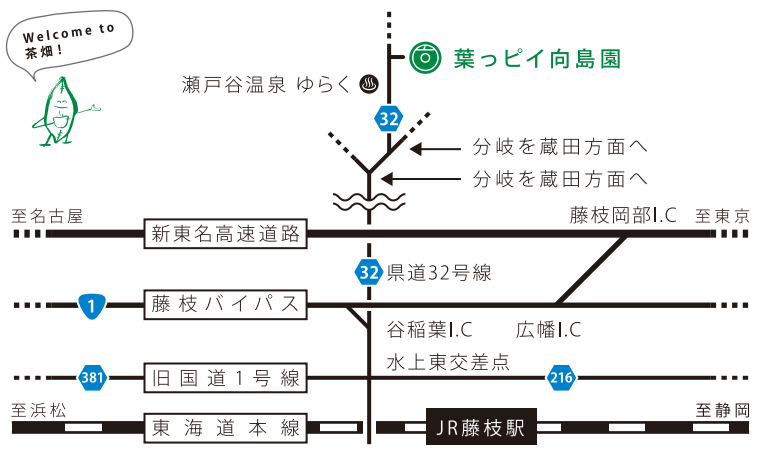 Welcome to
茶畑！
葉っピイ向島園
瀬戸谷温泉 ゆらく
32
分岐を蔵田方面へ
分岐を蔵田方面へ
至名古屋
藤枝岡部I.C
至東京
新東名高速道路
32
県道32号線
1
藤枝バイパス
谷稲葉I.C
広幡I.C
水上東交差点
381
旧国道1号線
216
至浜松
至静岡
東海道本線
JR藤枝駅